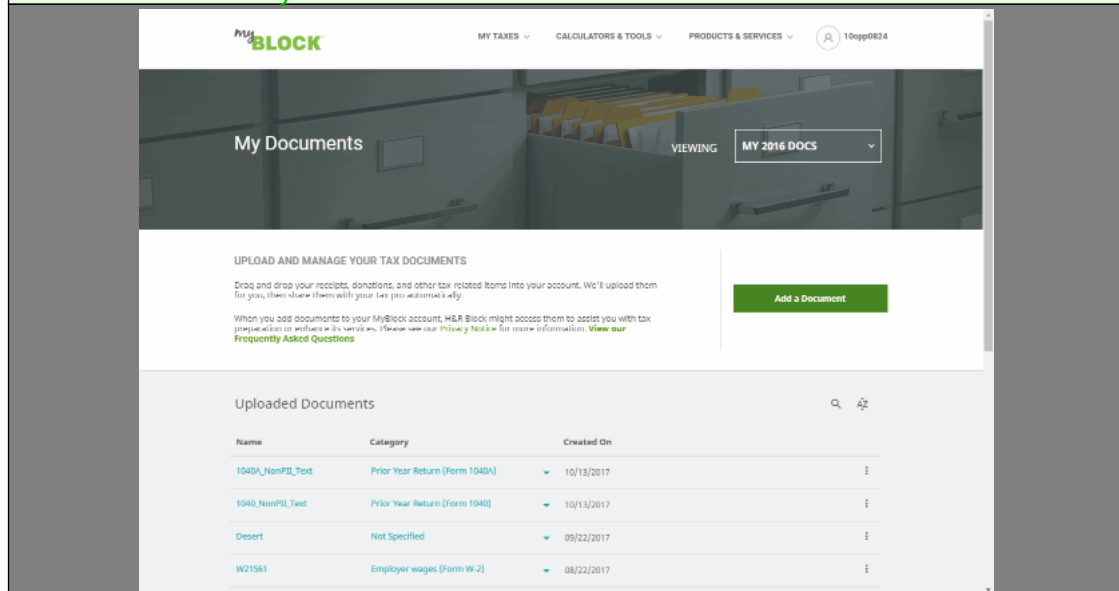 myBLOCK
MY TAXES CALCULATORS & TOOLS PRODUCTS & SERVICES 10opp0824
My Documents
VIEWING MY 2016 DOCS
UPLOAD AND MANAGE YOUR TAX DOCUMENTS
Drag and drop your receipts, donations, and other tax related items into your account. We'll upload them
for you, then share them with your tax pro automatically.
Add a Document
When you add documents to your MyBlock account, H&R Block might access them to assist you with tax
preparation or enhance its services. Please see our Privacy Notice for more information. View our
Frequently Asked Questions
Uploaded Documents AZ
Name Category Created On
1040A_NonPII_Text Prior Year Return (Form 1040A) 10/13/2017
1040_NonPII_Text Prior Year Return (Form 1040) 10/13/2017
Desert Not Specified 09/22/2017
W21561 Employer wages (Form W-2) 08/22/2017